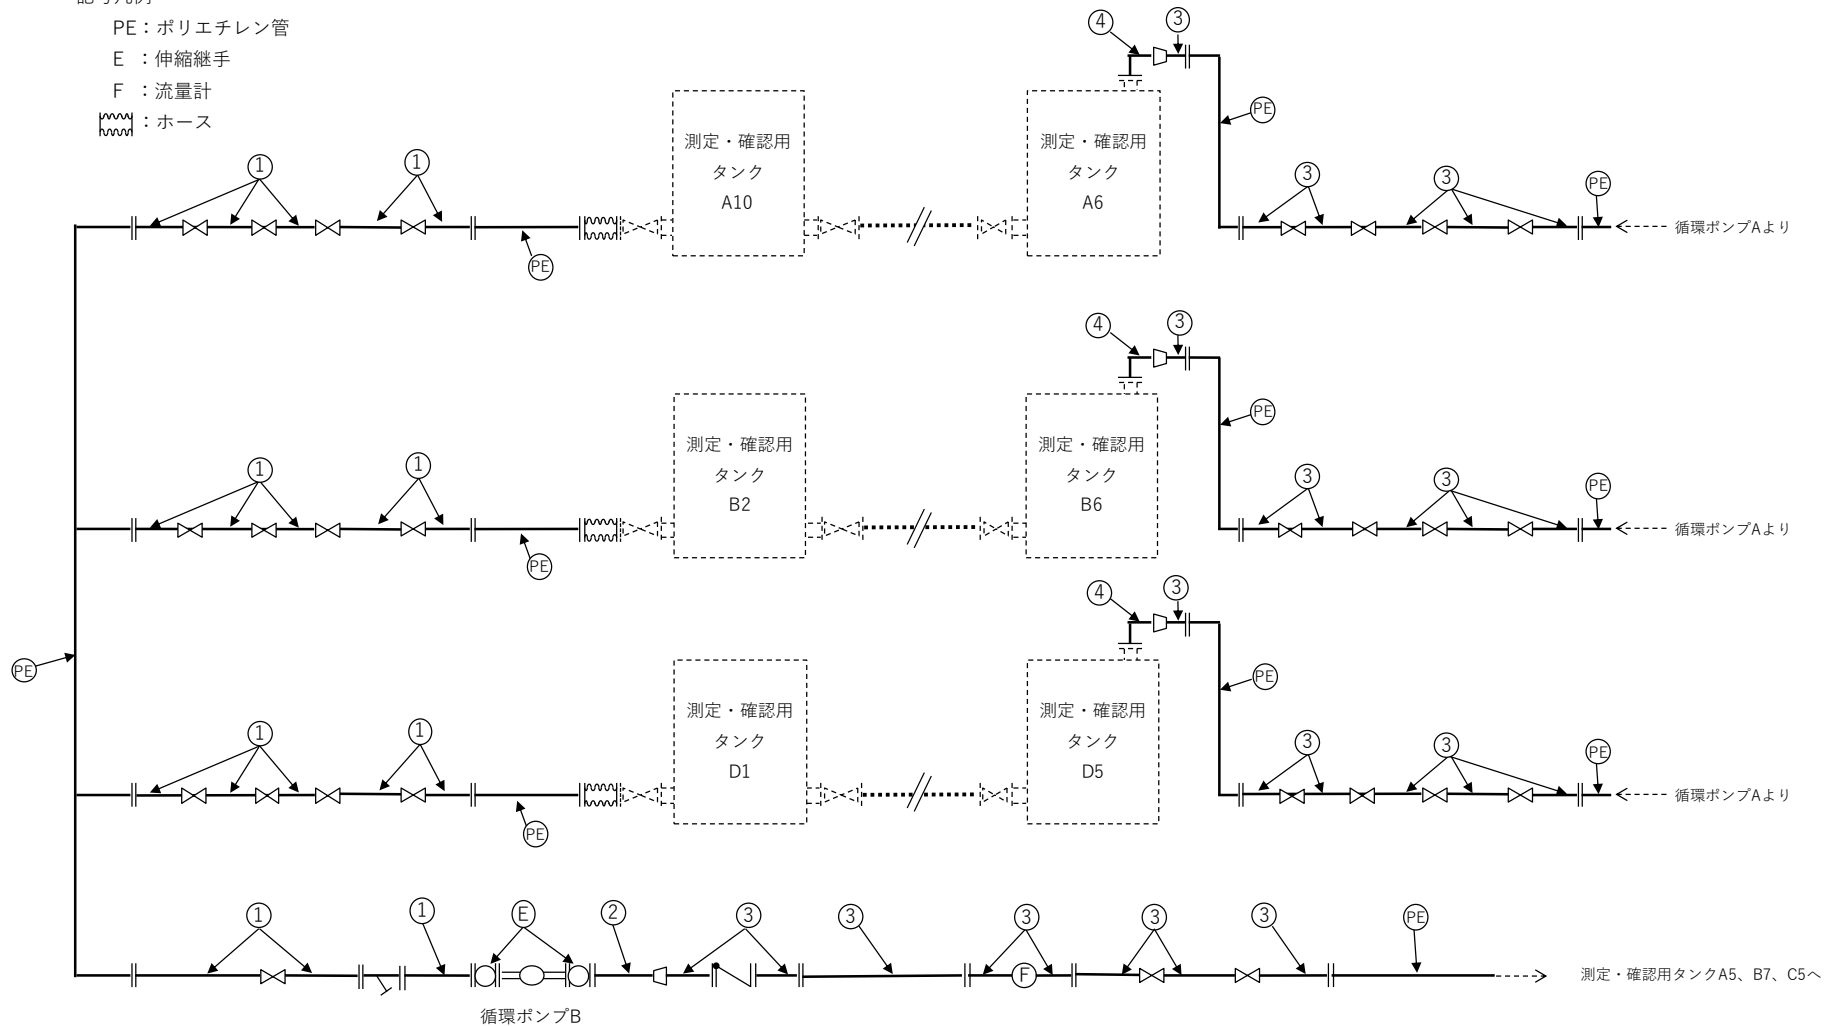 記号凡例
PE：ポリエチレン管
E ：伸縮継手
F ：流量計
：ホース
④ ③
PE
① ①
測定・確認用
タンク
A10
測定・確認用
タンク
A6
③ ③ PE
循環ポンプAより
PE
④ ③
PE
① ①
測定・確認用
タンク
B2
測定・確認用
タンク
B6
③ ③ PE
循環ポンプAより
PE
④ ③
PE
PE
① ①
測定・確認用
タンク
D1
測定・確認用
タンク
D5
③ ③ PE
循環ポンプAより
PE
① ① E ② ③ ③ ③ ③ ③ PE
F
測定・確認用タンクA5、B7、C5へ
循環ポンプB